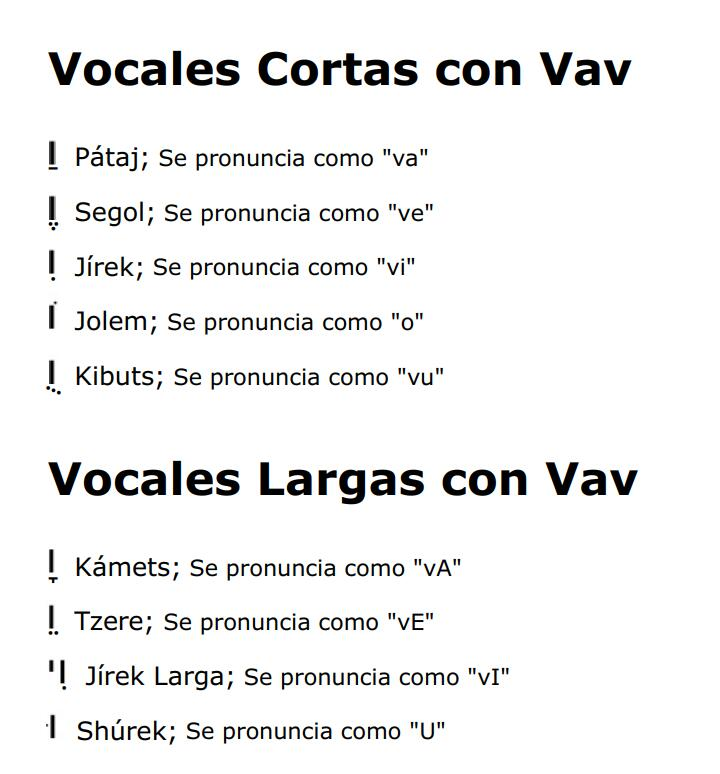 Vocales Cortas con Vav
וַ Pátaj; Se pronuncia como "va"
וֶ Segol; Se pronuncia como "ve"
וִ Jírek; Se pronuncia como "vi"
וֹ Jolem; Se pronuncia como "o"
וֻ Kibuts; Se pronuncia como "vu"
Vocales Largas con Vav
וָ Kámets; Se pronuncia como "vA"
וֵ Tzere; Se pronuncia como "vE"
וִי Jírek Larga; Se pronuncia como "vI"
וּ Shúrek; Se pronuncia como "U"